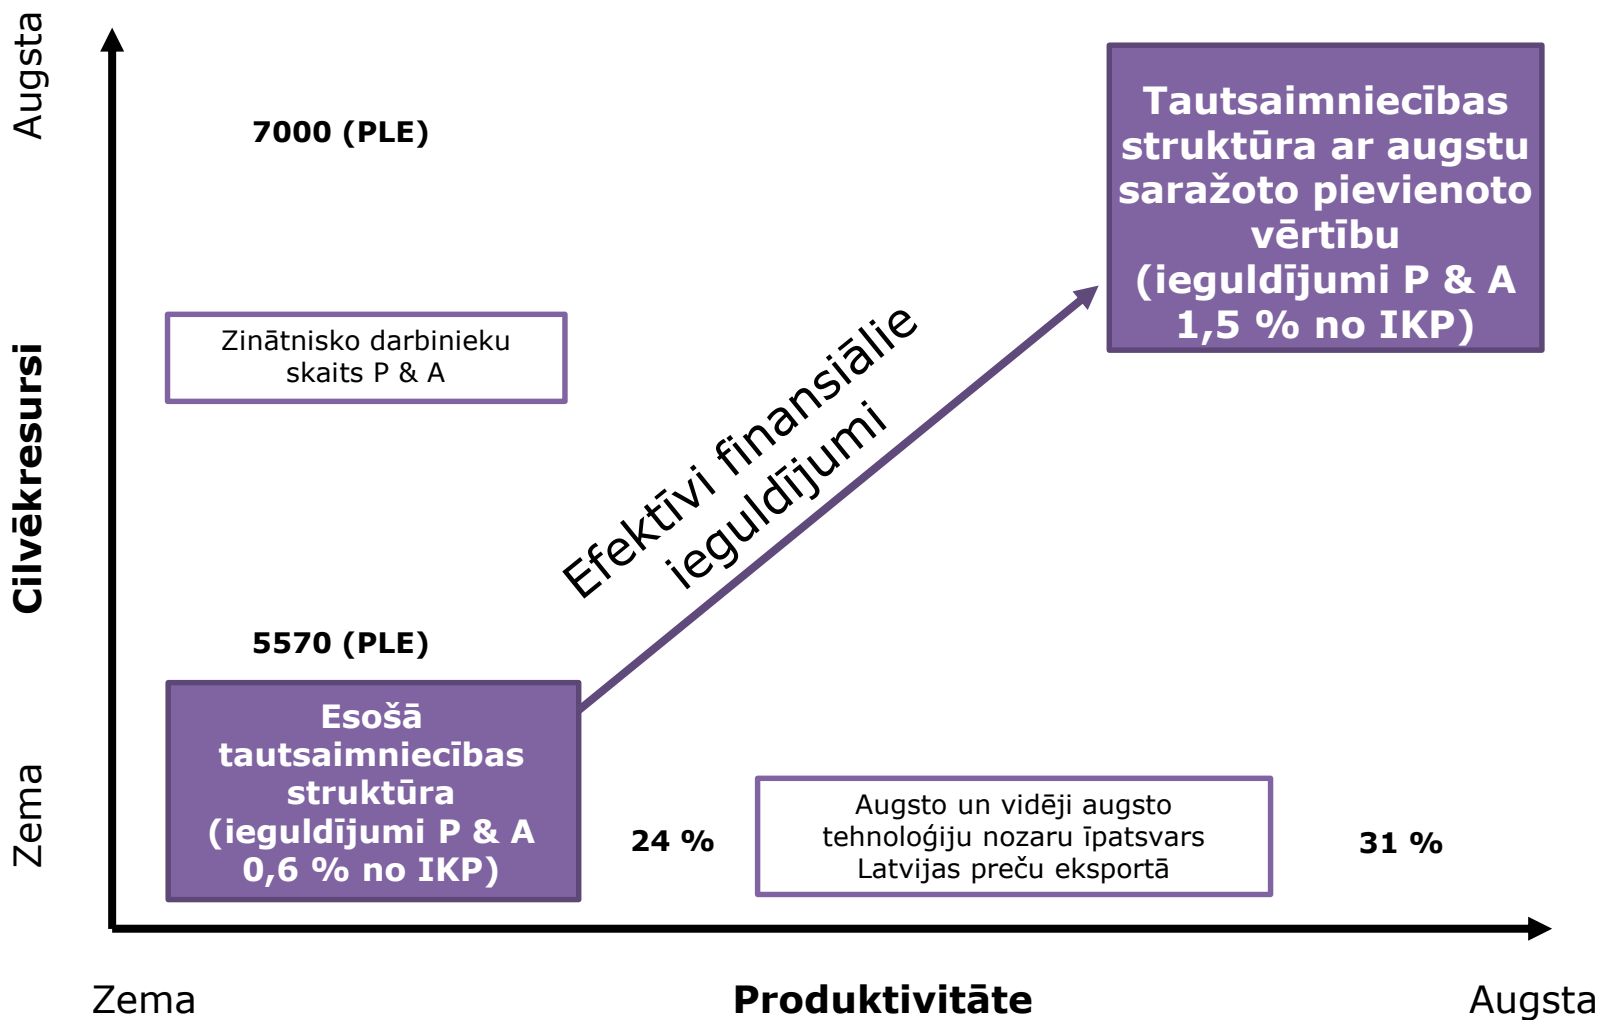 Augsta
Cilvēkresursi
Zema
7000 (PLE)
Zinātnisko darbinieku
skaits P & A
5570 (PLE)
Esošā
tautsaimniecības
struktūra
(ieguldījumi P & A
0,6 % no IKP)
Efektīvi finansiālie
ieguldījumi
Tautsaimniecības
struktūra ar augstu
saražoto pievienoto
vērtību
(ieguldījumi P & A
1,5 % no IKP)
24 %
Augsto un vidēji augsto
tehnoloģiju nozaru īpatsvars
Latvijas preču eksportā
31 %
Zema
Produktivitāte
Augsta